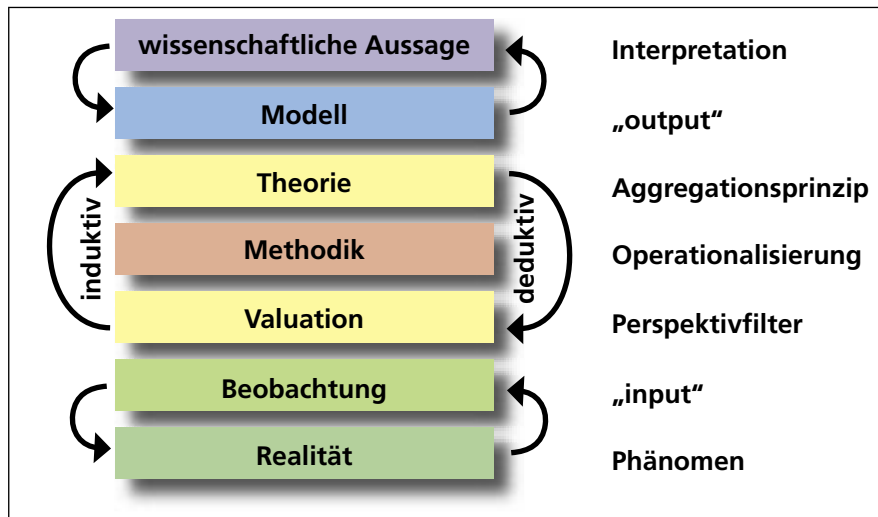 wissenschaftliche Aussage Interpretation
Modell „output“
Theorie Aggregationsprinzip
induktiv Methodik deduktiv Operationalisierung
Valuation Perspektivfilter
Beobachtung „input“
Realität Phänomen